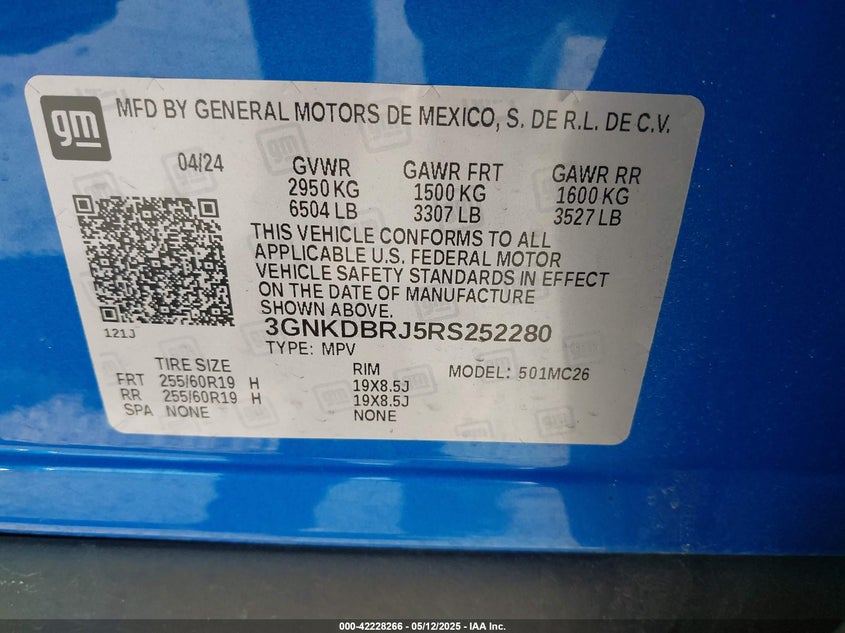 gm
MFD BY GENERAL MOTORS DE MEXICO, S. DE R.L. DE C.V.
04/24 GVWR GAWR FRT GAWR RR
2950 KG 1500 KG 1600 KG
6504 LB 3307 LB 3527 LB
THIS VEHICLE CONFORMS TO ALL
APPLICABLE U.S. FEDERAL MOTOR
VEHICLE SAFETY STANDARDS IN EFFECT
ON THE DATE OF MANUFACTURE
SHOWN ABOVE.
121J
3GNKDBRJ5RS252280
TYPE: MPV
TIRE SIZE RIM MODEL: 501MC26
FRT 255/60R19 H 19X8.5J
RR 255/60R19 H 19X8.5J
SPA NONE NONE
000-42228266 — 05/12/2025 — IAA Inc.